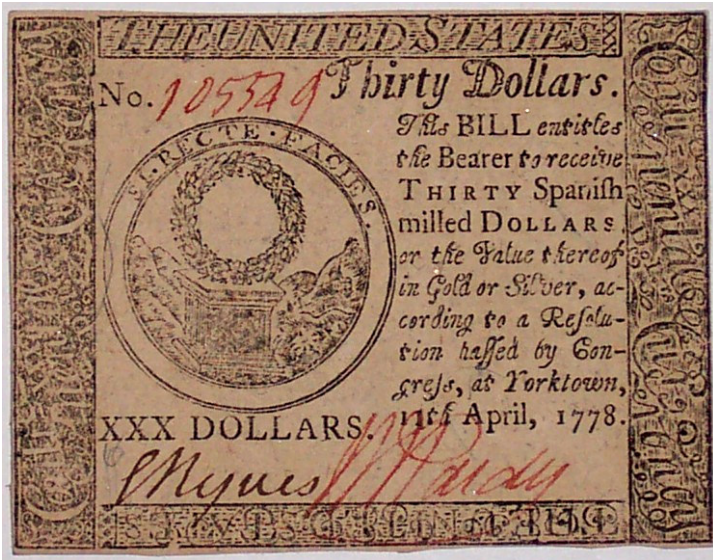 THE UNITED STATES XXX
No. 105549 Thirty Dollars.
SI·RECTE·FACIES.
This BILL entitles
the Bearer to receive
THIRTY Spaniſh
milled DOLLARS,
or the Value thereof
in Gold or Silver, ac-
cording to a Reſolu-
tion paſſed by Con-
greſs, at Yorktown,
11th April, 1778.
XXX DOLLARS.